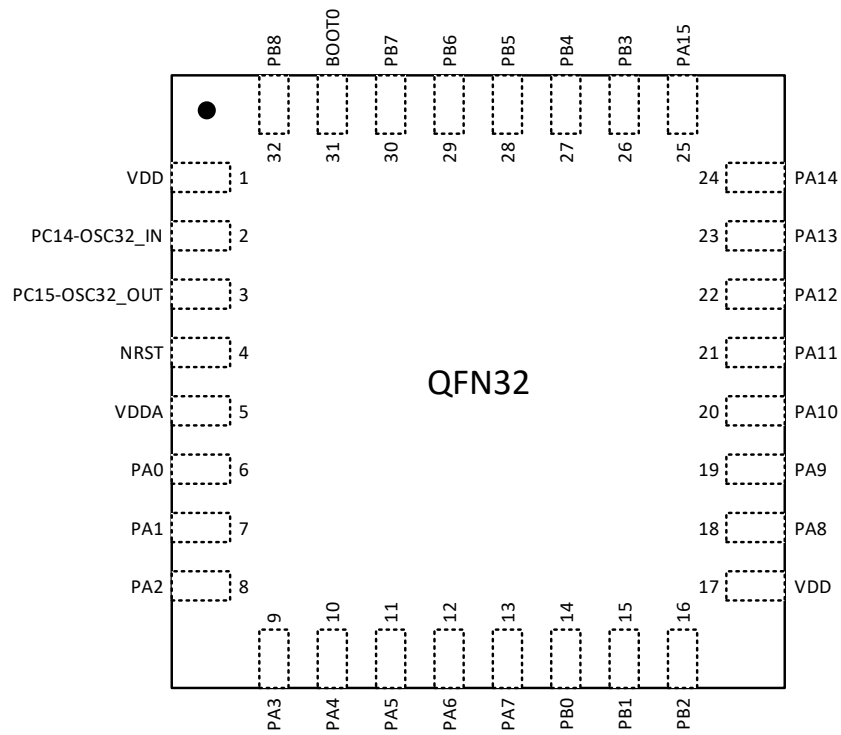 PB8 BOOT0 PB7 PB6 PB5 PB4 PB3 PA15
32 31 30 29 28 27 26 25
VDD 1 24 PA14
PC14-OSC32_IN 2 23 PA13
PC15-OSC32_OUT 3 22 PA12
NRST 4 21 PA11
QFN32
VDDA 5 20 PA10
PA0 6 19 PA9
PA1 7 18 PA8
PA2 8 17 VDD
9 10 11 12 13 14 15 16
PA3 PA4 PA5 PA6 PA7 PB0 PB1 PB2